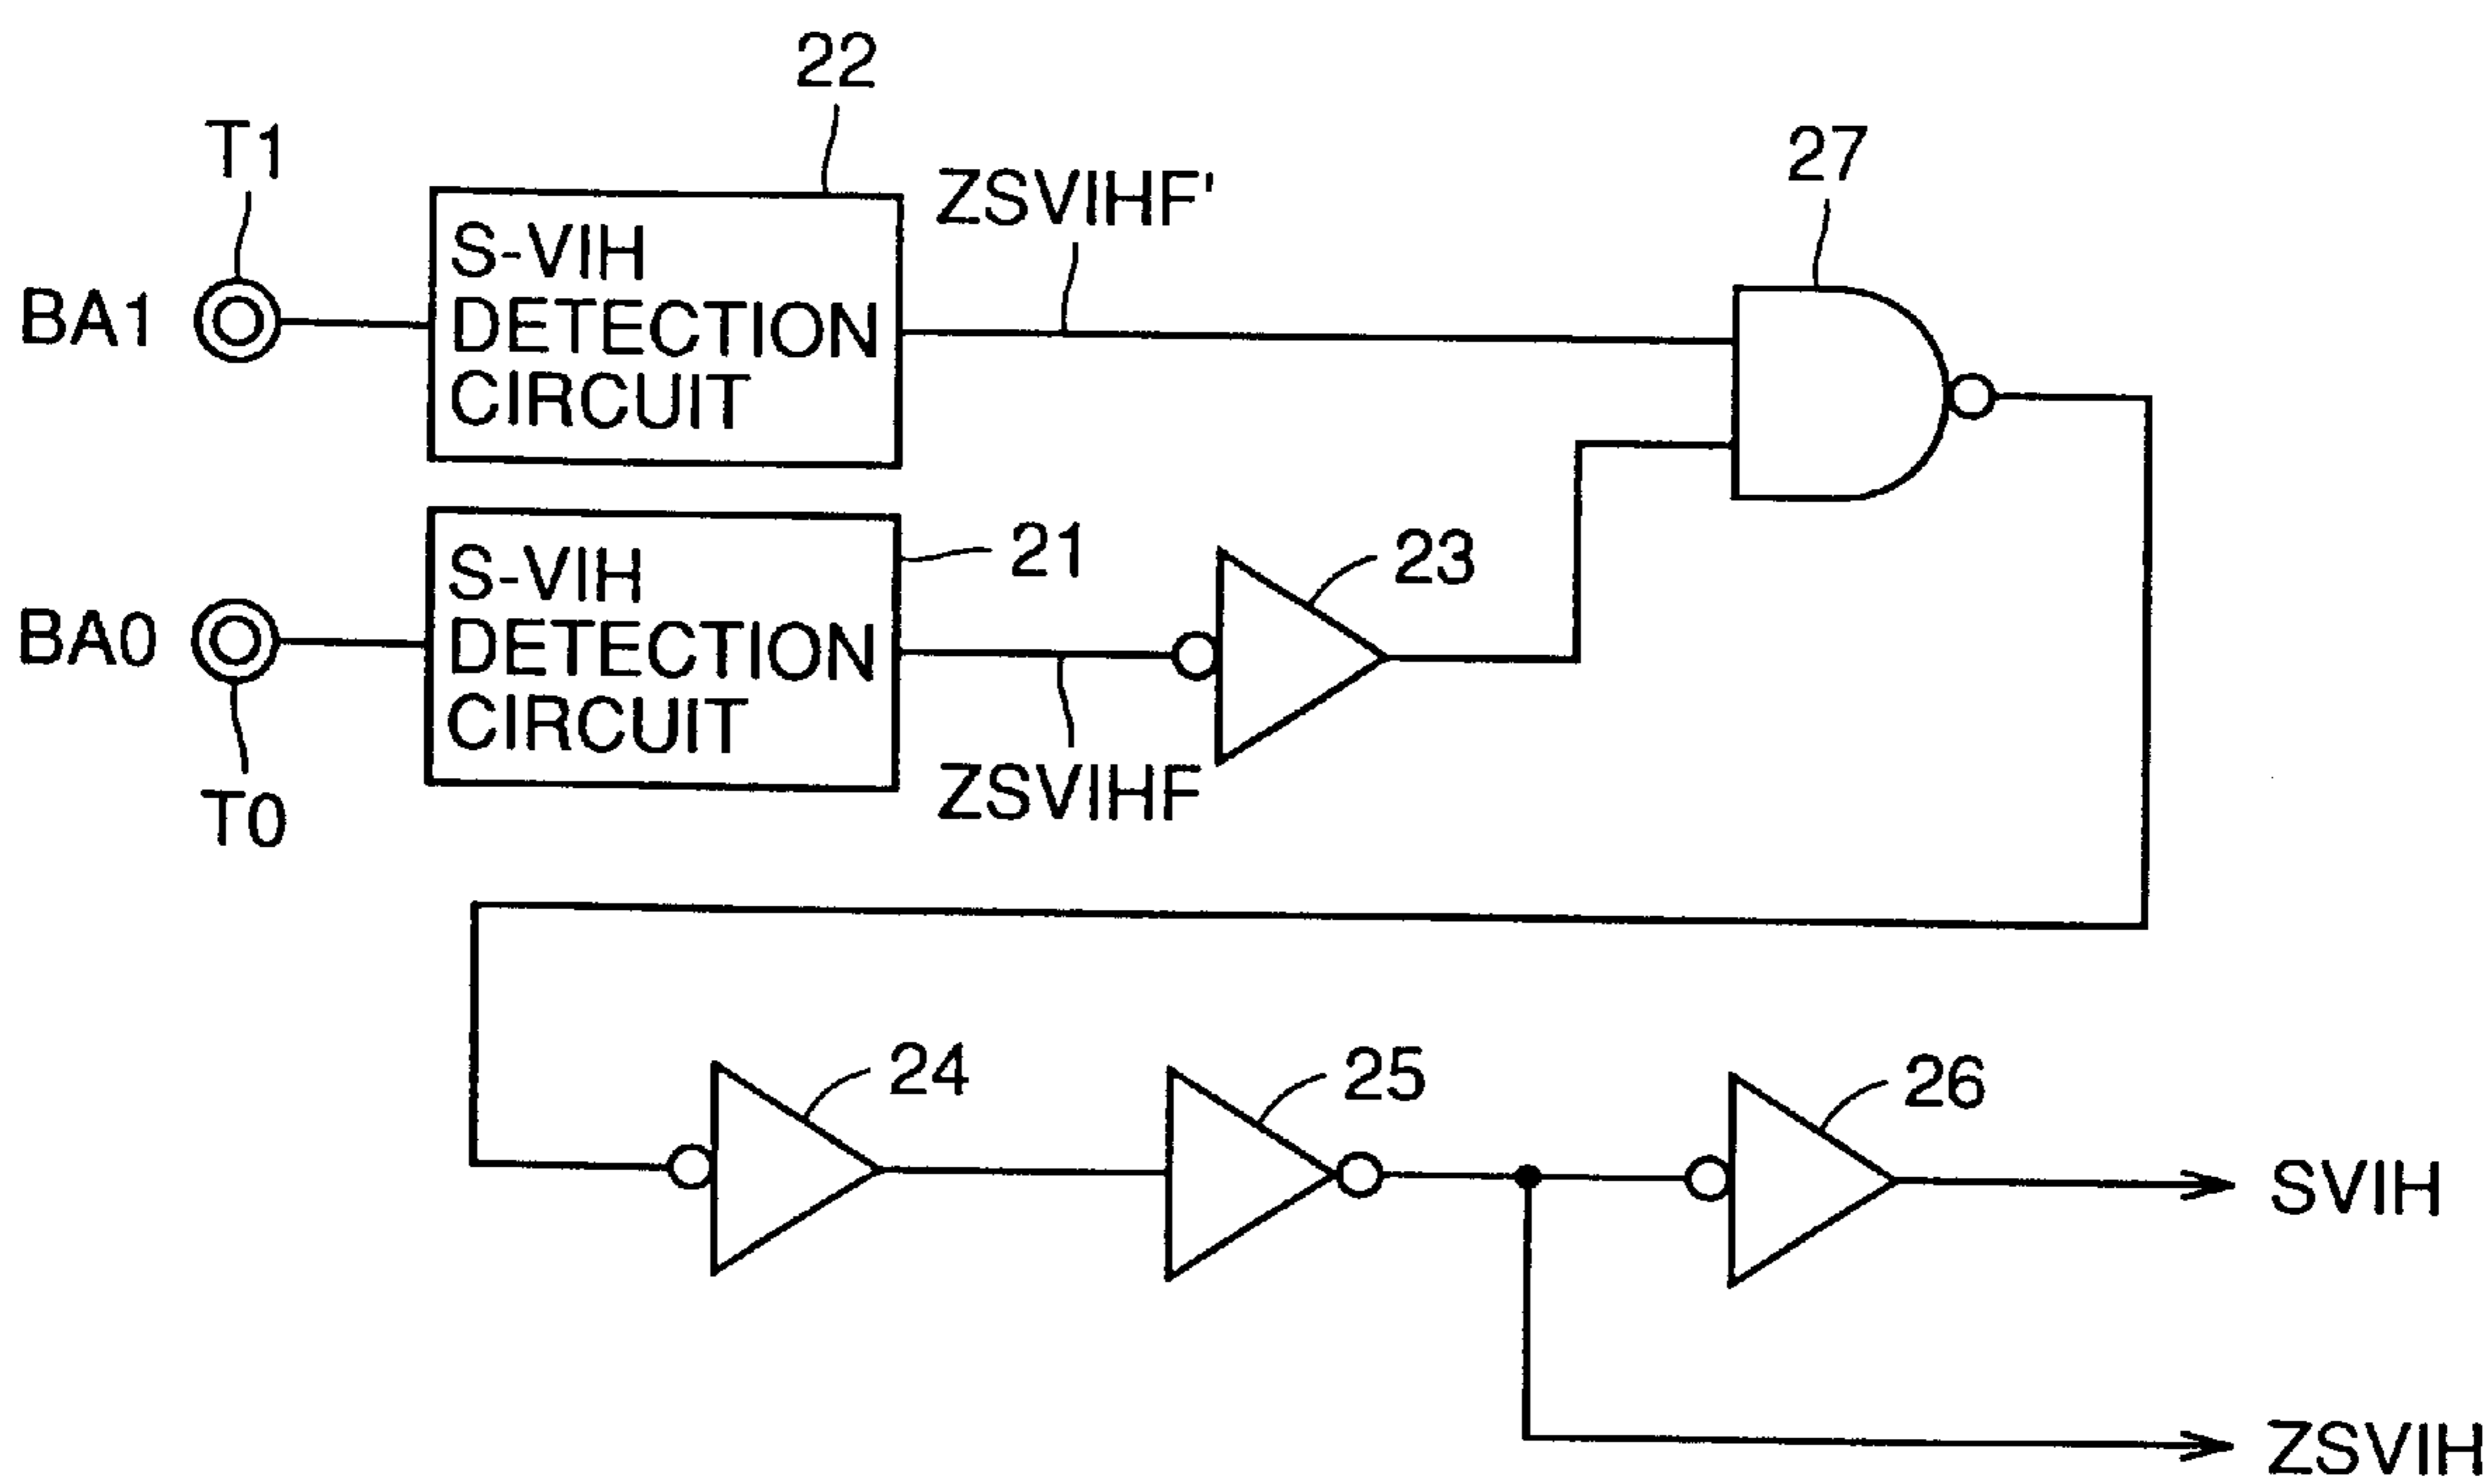 22
T1
27
ZSVIHF'
S-VIH
DETECTION
CIRCUIT
BA1
21
23
S-VIH
DETECTION
CIRCUIT
BA0
ZSVIHF
T0
24
25
26
SVIH
ZSVIH